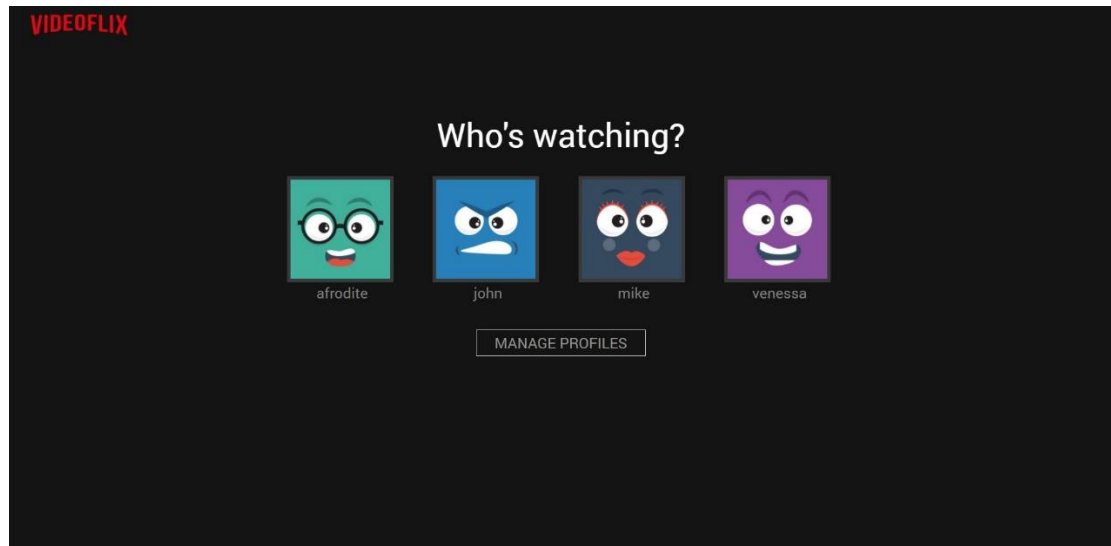 VIDEOFLIX
Who's watching?
afrodite john mike venessa
MANAGE PROFILES